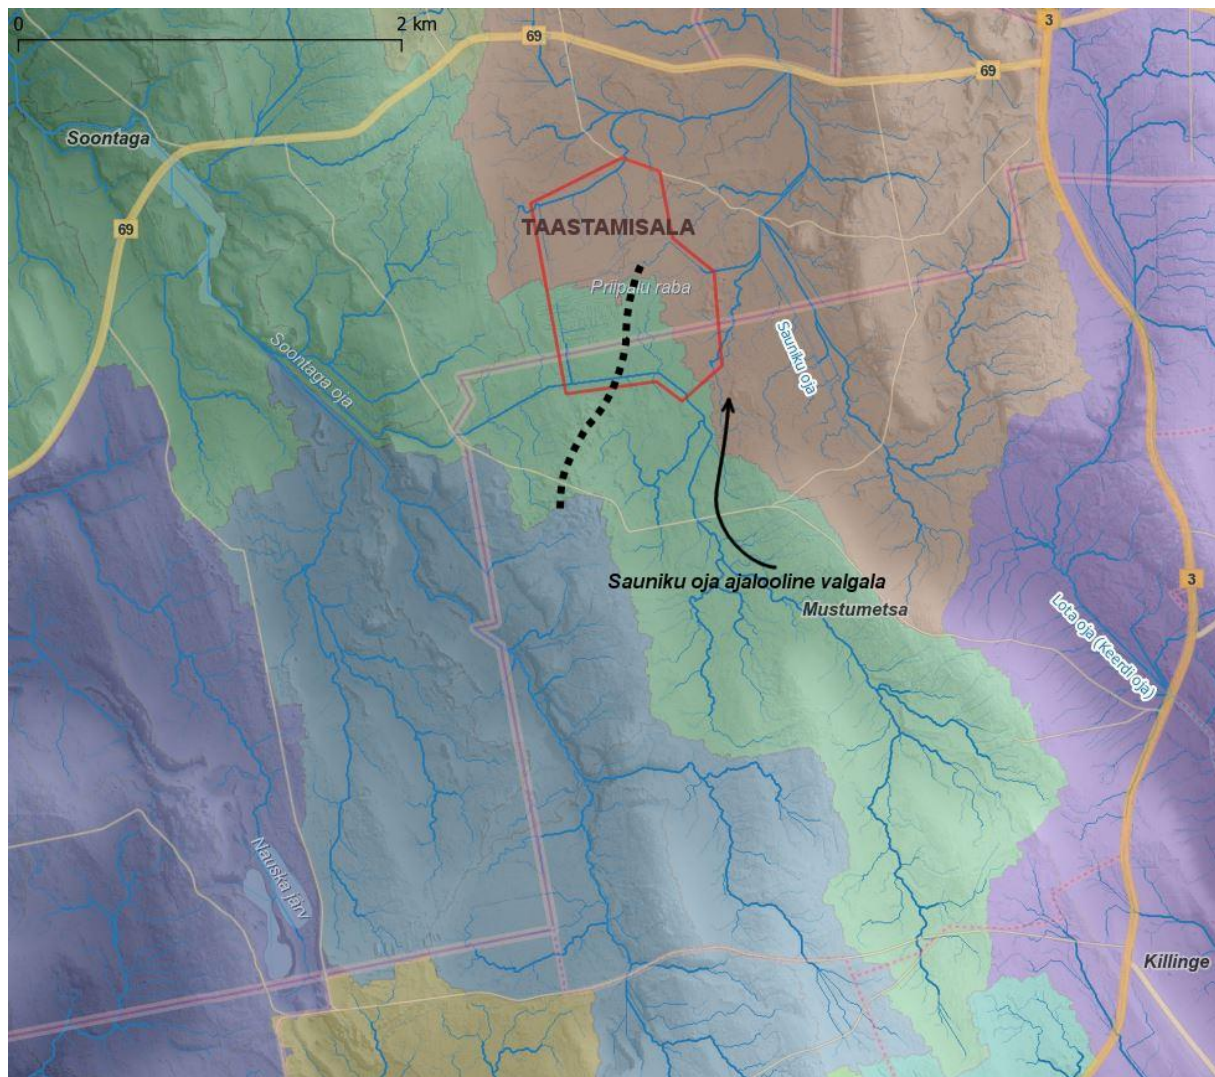 0
2 km
3
69
69
Soontaga
69
TAASTAMISALA
Priipalu raba
Sauniku oja
Soontaga oja
Sauniku oja ajalooline valgala
3
Mustumetsa
Lota oja (Keerdi oja)
Nauska järv
Killinge